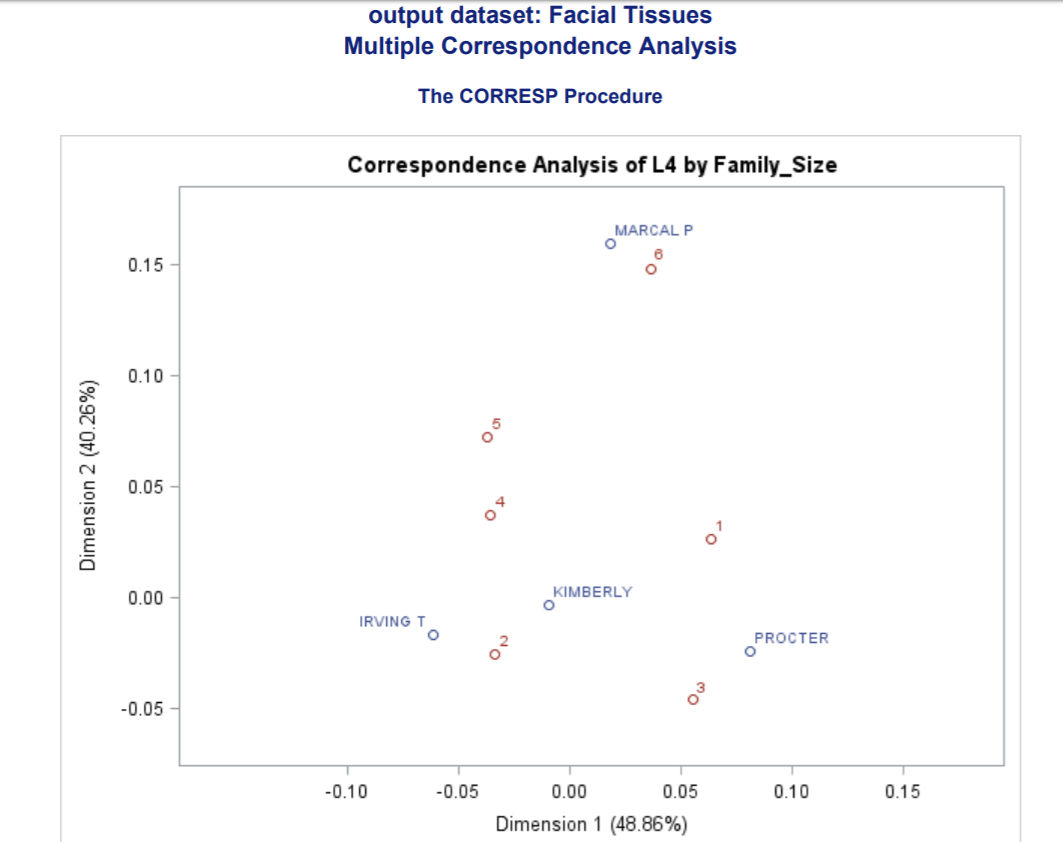 output dataset: Facial Tissues
Multiple Correspondence Analysis
The CORRESP Procedure
Correspondence Analysis of L4 by Family_Size
MARCAL P
6
0.15
0.10
5
0.05
4
1
0.00
KIMBERLY
IRVING T
2
PROCTER
3
-0.05
Dimension 2 (40.26%)
-0.10 -0.05 0.00 0.05 0.10 0.15
Dimension 1 (48.86%)